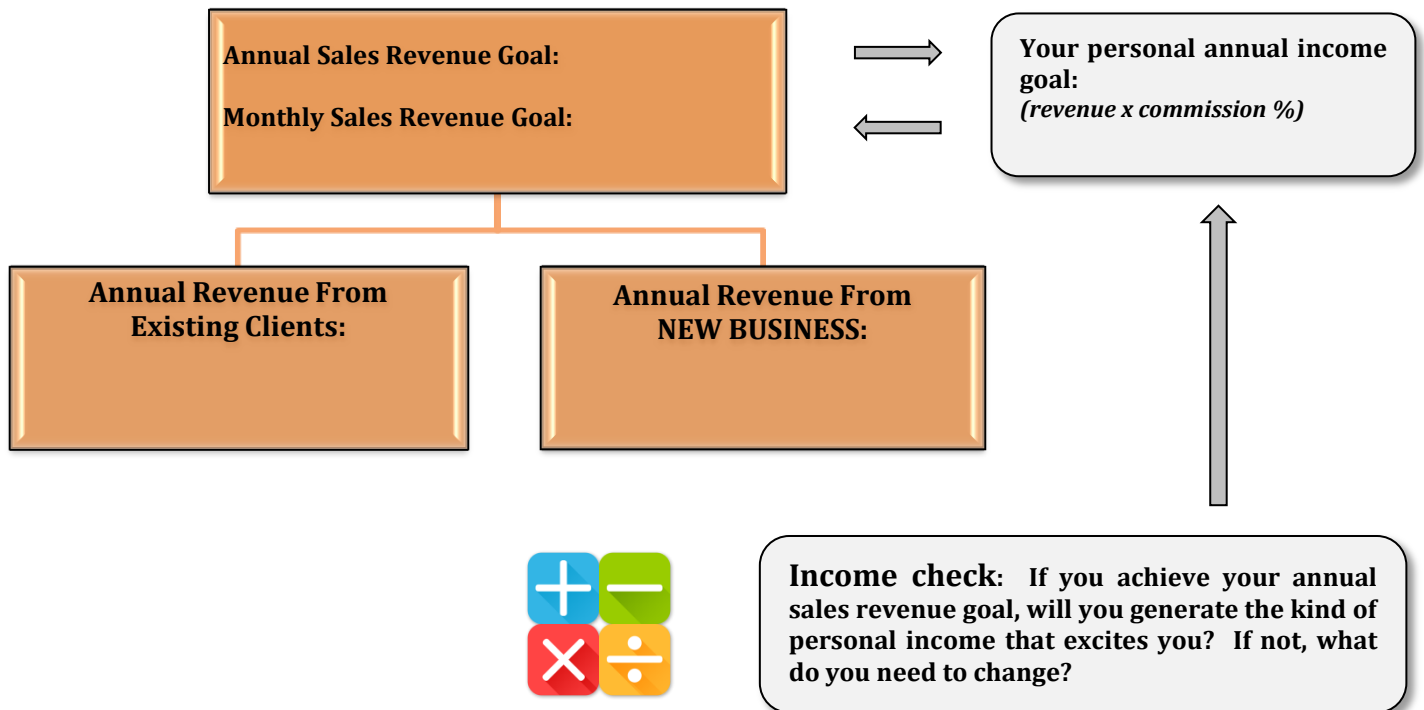 Annual Sales Revenue Goal:
Monthly Sales Revenue Goal:
Your personal annual income
goal:
(revenue x commission %)
Annual Revenue From
Existing Clients:
Annual Revenue From
NEW BUSINESS:
Income check:  If you achieve your annual
sales revenue goal, will you generate the kind of
personal income that excites you?  If not, what
do you need to change?